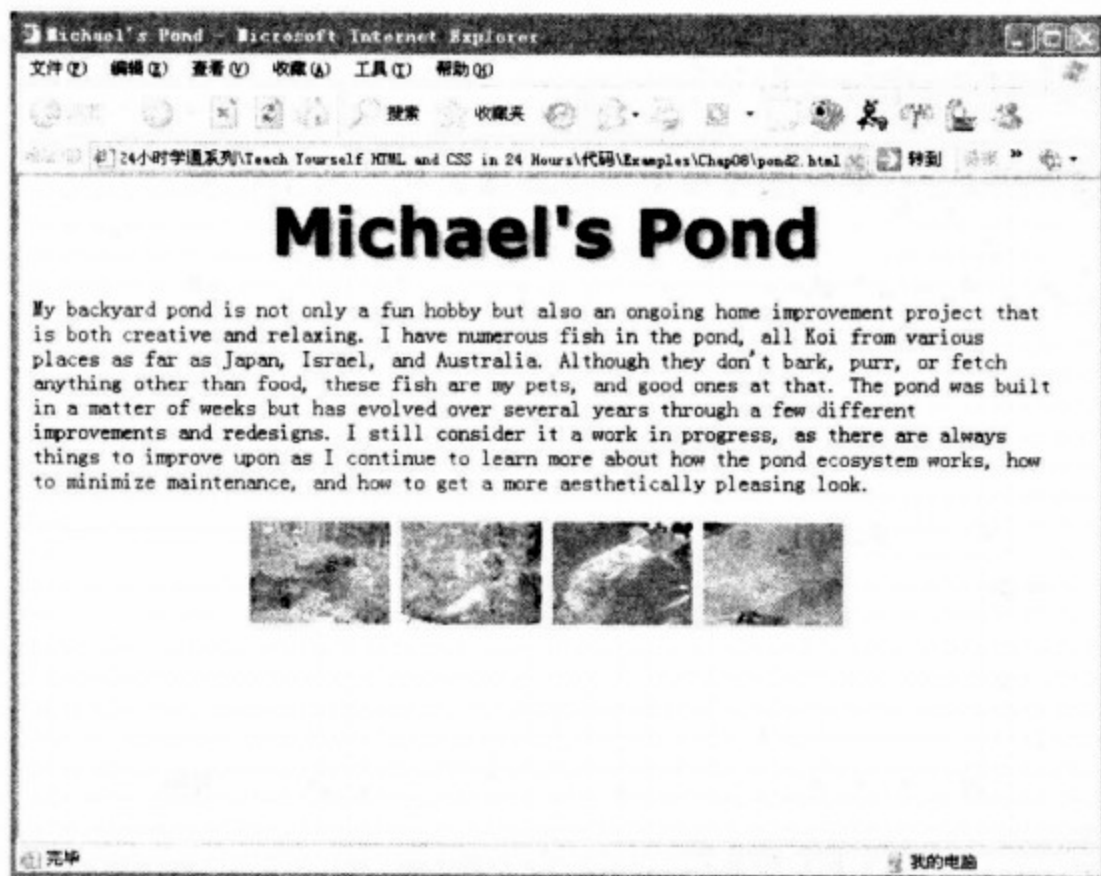 Michael's Pond - Microsoft Internet Explorer
文件(F) 编辑(E) 查看(V) 收藏(A) 工具(T) 帮助(H)
搜索 收藏夹
24小时学通系列\Teach Yourself HTML and CSS in 24 Hours\代码\Examples\Chap08\pond2.html 转到 »
Michael's Pond
My backyard pond is not only a fun hobby but also an ongoing home improvement project that
is both creative and relaxing. I have numerous fish in the pond, all Koi from various
places as far as Japan, Israel, and Australia. Although they don't bark, purr, or fetch
anything other than food, these fish are my pets, and good ones at that. The pond was built
in a matter of weeks but has evolved over several years through a few different
improvements and redesigns. I still consider it a work in progress, as there are always
things to improve upon as I continue to learn more about how the pond ecosystem works, how
to minimize maintenance, and how to get a more aesthetically pleasing look.
完毕 我的电脑